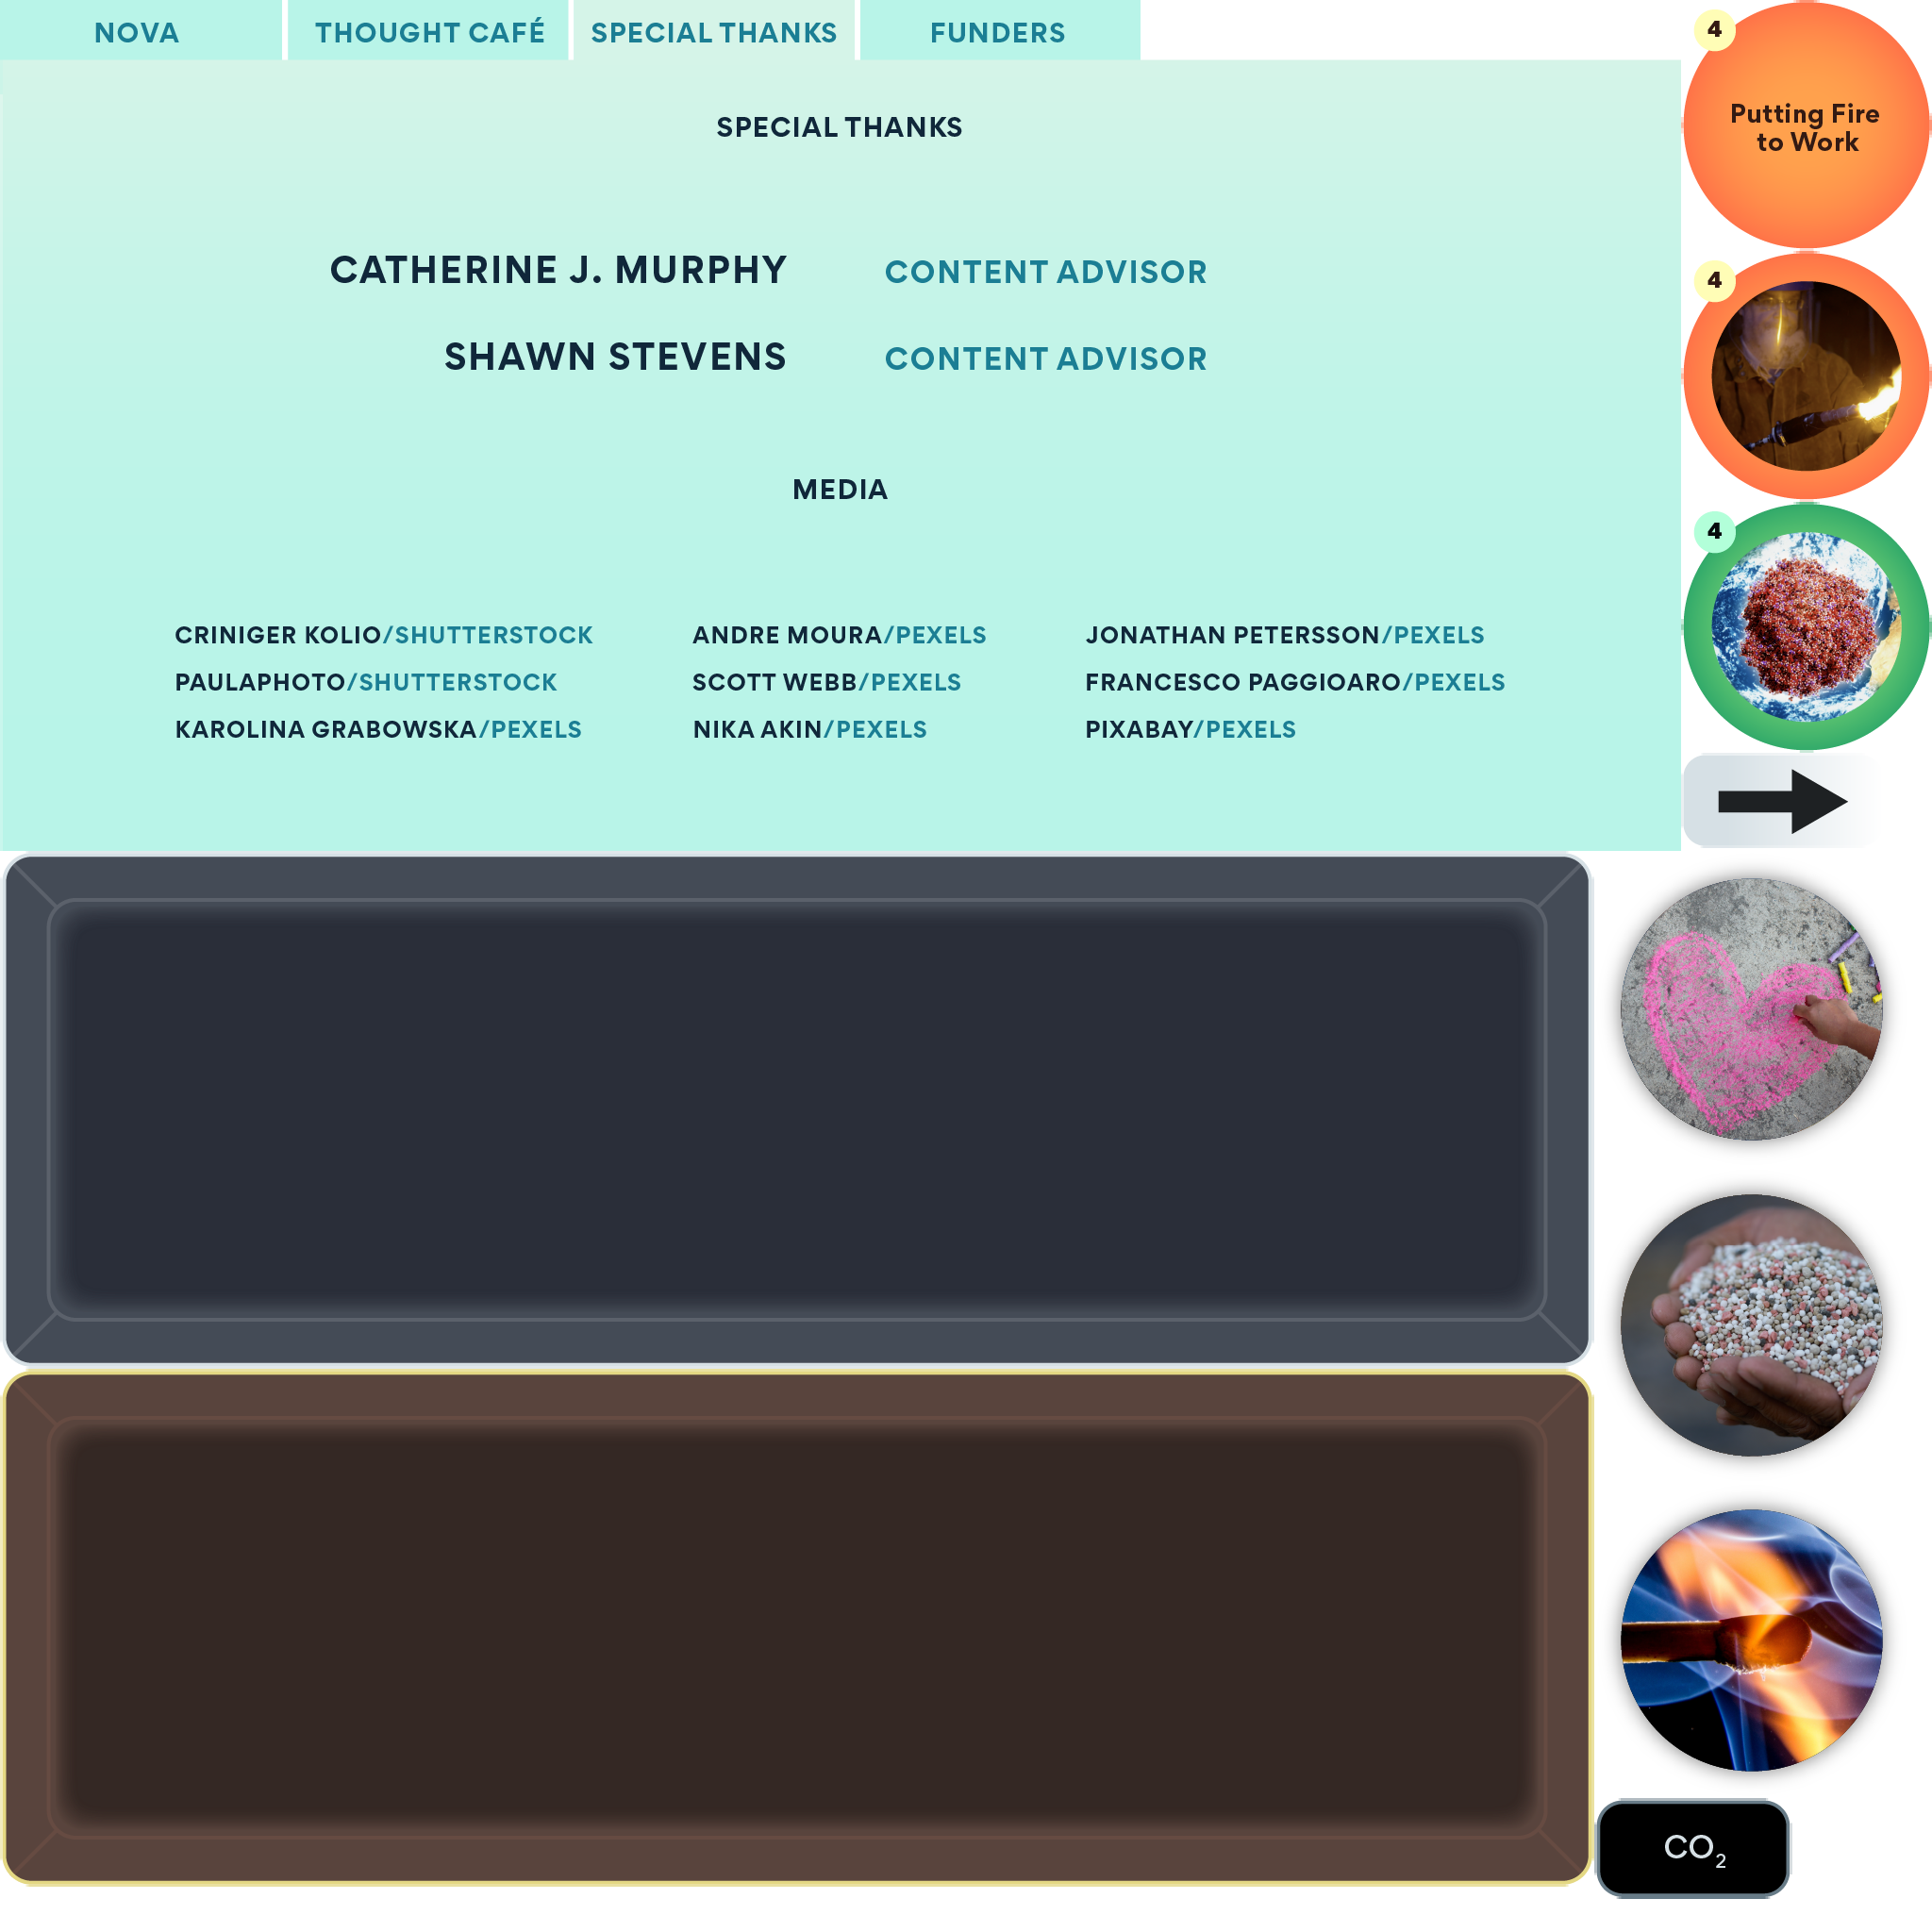 NOVA
THOUGHT CAFÉ
SPECIAL THANKS
FUNDERS
SPECIAL THANKS
CATHERINE J. MURPHY CONTENT ADVISOR
SHAWN STEVENS CONTENT ADVISOR
MEDIA
CRINIGER KOLIO/SHUTTERSTOCK
PAULAPHOTO/SHUTTERSTOCK
KAROLINA GRABOWSKA/PEXELS
ANDRE MOURA/PEXELS
SCOTT WEBB/PEXELS
NIKA AKIN/PEXELS
JONATHAN PETERSSON/PEXELS
FRANCESCO PAGGIOARO/PEXELS
PIXABAY/PEXELS
4
Putting Fire
to Work
4
4
CO₂